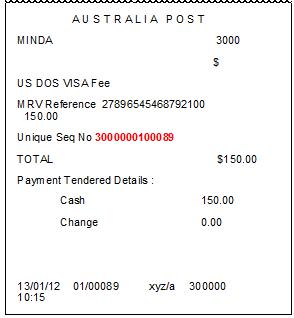 AUSTRALIA POST
MINDA 3000
$
US DOS VISA Fee
MRV Reference 27896545468792100
150.00
Unique Seq No 3000000100089
TOTAL $150.00
Payment Tendered Details :
Cash 150.00
Change 0.00
13/01/12 01/00089 xyz/a 300000
10:15